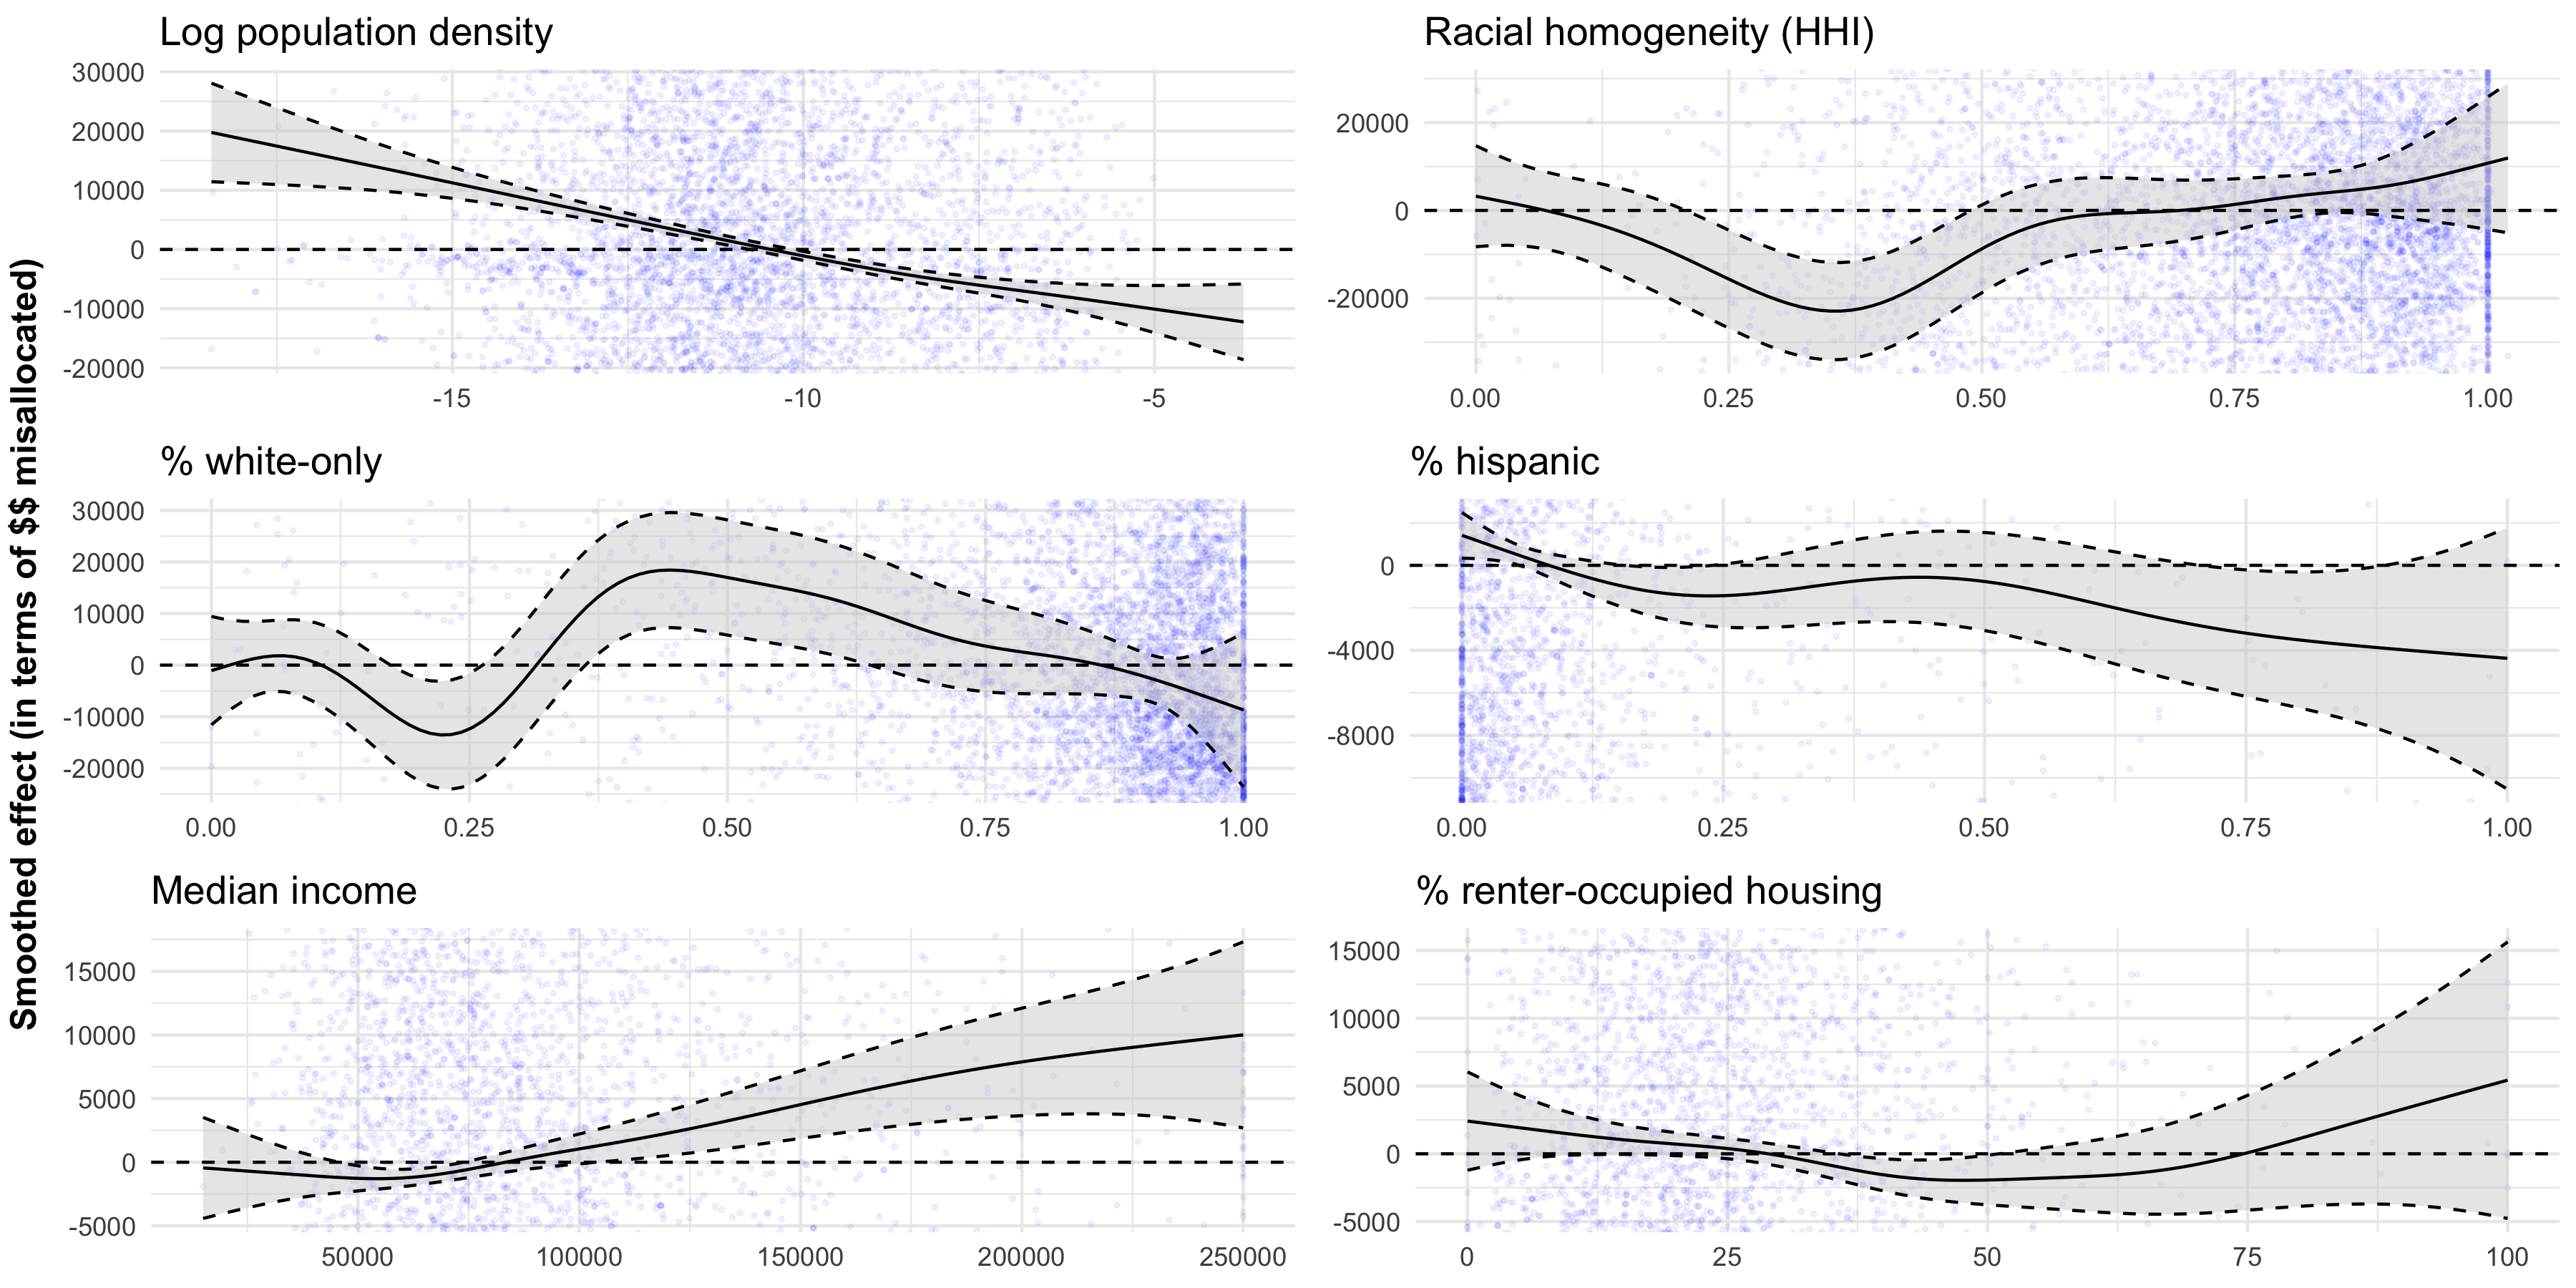 Smoothed effect (in terms of $$ misallocated)
Log population density
30000
20000
10000
0
-10000
-20000
-15 -10 -5
Racial homogeneity (HHI)
20000
0
-20000
0.00 0.25 0.50 0.75 1.00
% white-only
30000
20000
10000
0
-10000
-20000
0.00 0.25 0.50 0.75 1.00
% hispanic
0
-4000
-8000
0.00 0.25 0.50 0.75 1.00
Median income
15000
10000
5000
0
-5000
50000 100000 150000 200000 250000
% renter-occupied housing
15000
10000
5000
0
-5000
0 25 50 75 100